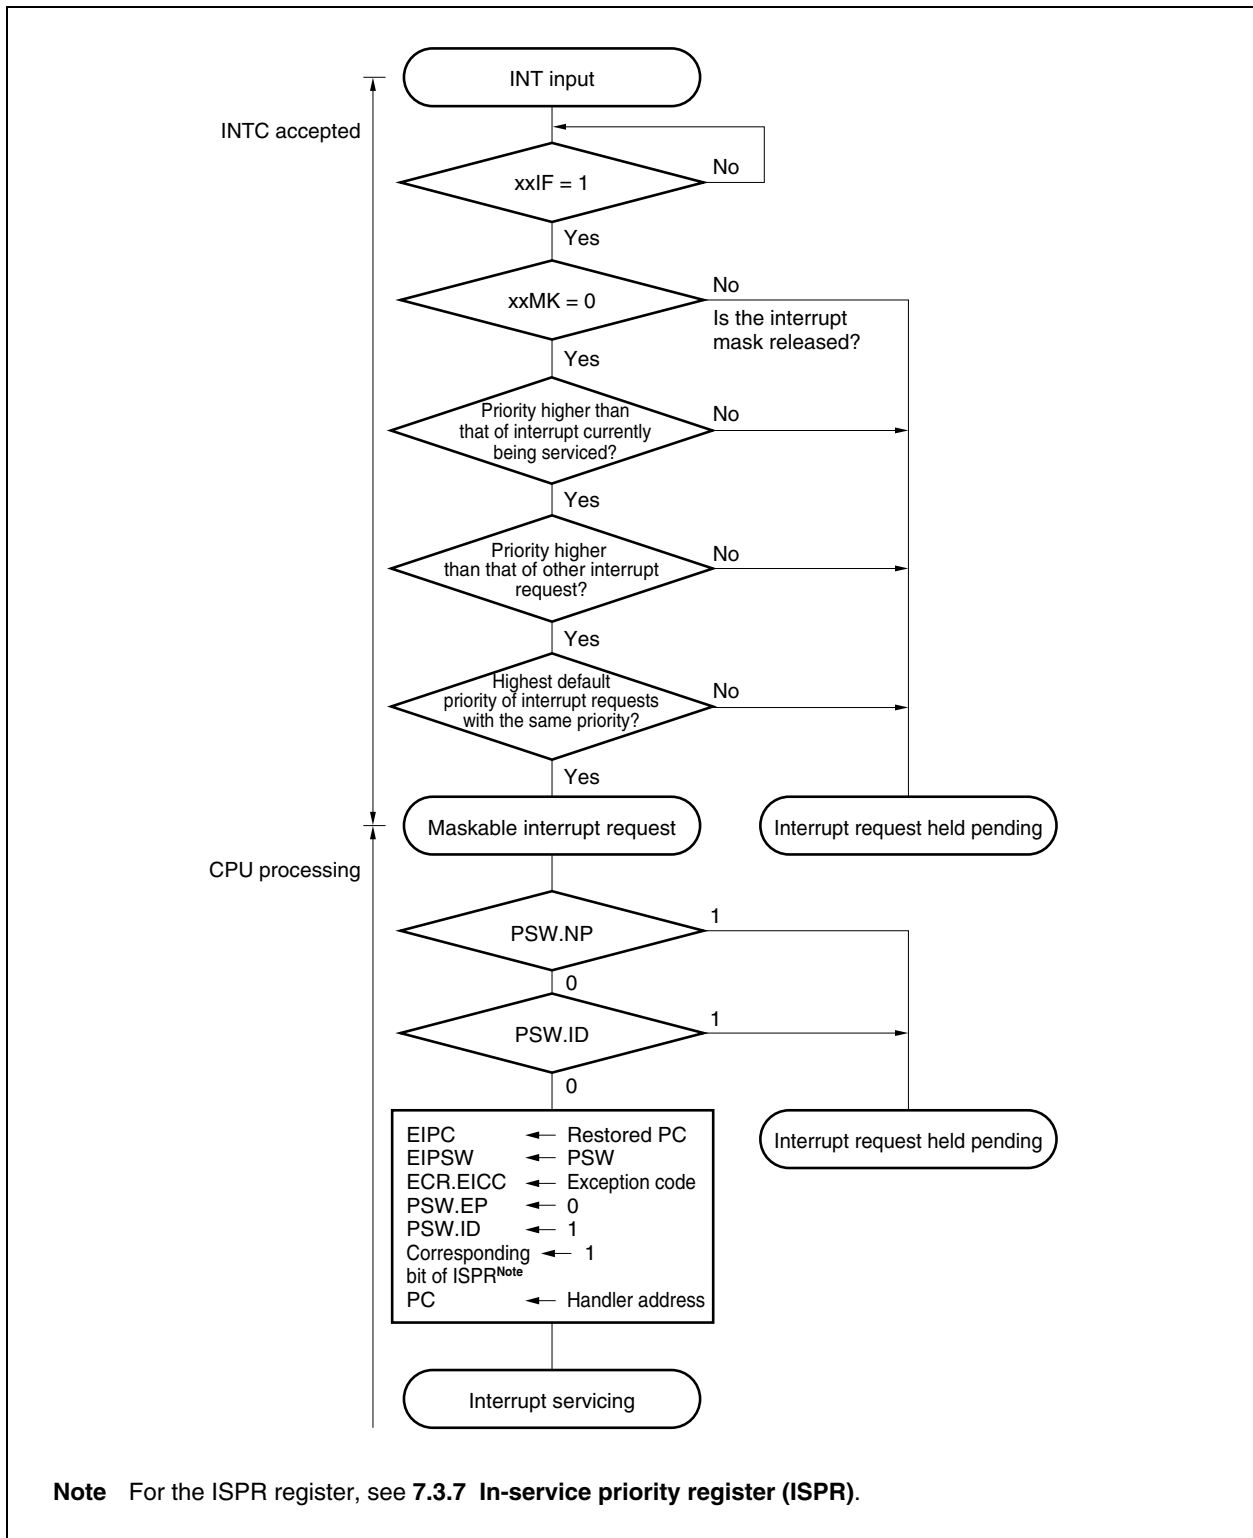 INT input
INTC accepted
xxIF = 1
No
Yes
xxMK = 0
No
Is the interrupt
mask released?
Yes
Priority higher than
that of interrupt currently
being serviced?
No
Yes
Priority higher
than that of other interrupt
request?
No
Yes
Highest default
priority of interrupt requests
with the same priority?
No
Yes
Maskable interrupt request
Interrupt request held pending
CPU processing
PSW.NP
1
0
PSW.ID
1
0
EIPC ← Restored PC
EIPSW ← PSW
ECR.EICC ← Exception code
PSW.EP ← 0
PSW.ID ← 1
Corresponding ← 1
bit of ISPRNote
PC ← Handler address
Interrupt request held pending
Interrupt servicing
Note For the ISPR register, see 7.3.7 In-service priority register (ISPR).